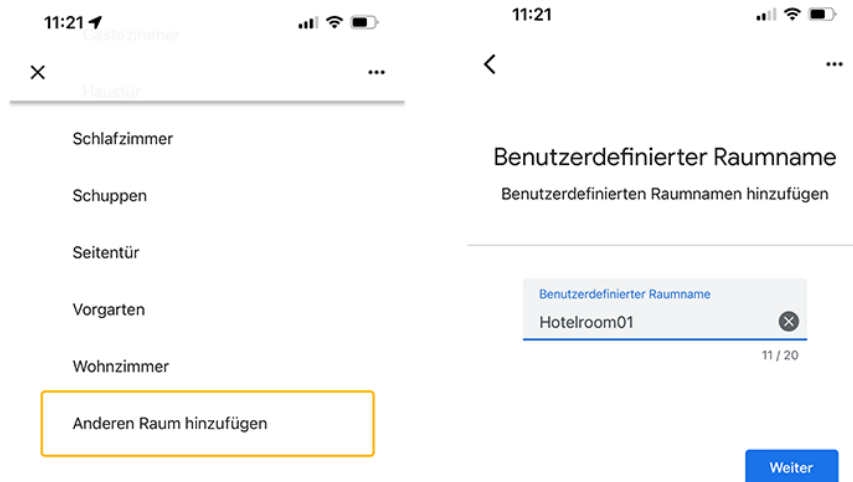 11:21
Gästezimmer
Haustür
Schlafzimmer
Schuppen
Seitentür
Vorgarten
Wohnzimmer
Anderen Raum hinzufügen
11:21
Benutzerdefinierter Raumname
Benutzerdefinierten Raumnamen hinzufügen
Benutzerdefinierter Raumname
Hotelroom01
11 / 20
Weiter